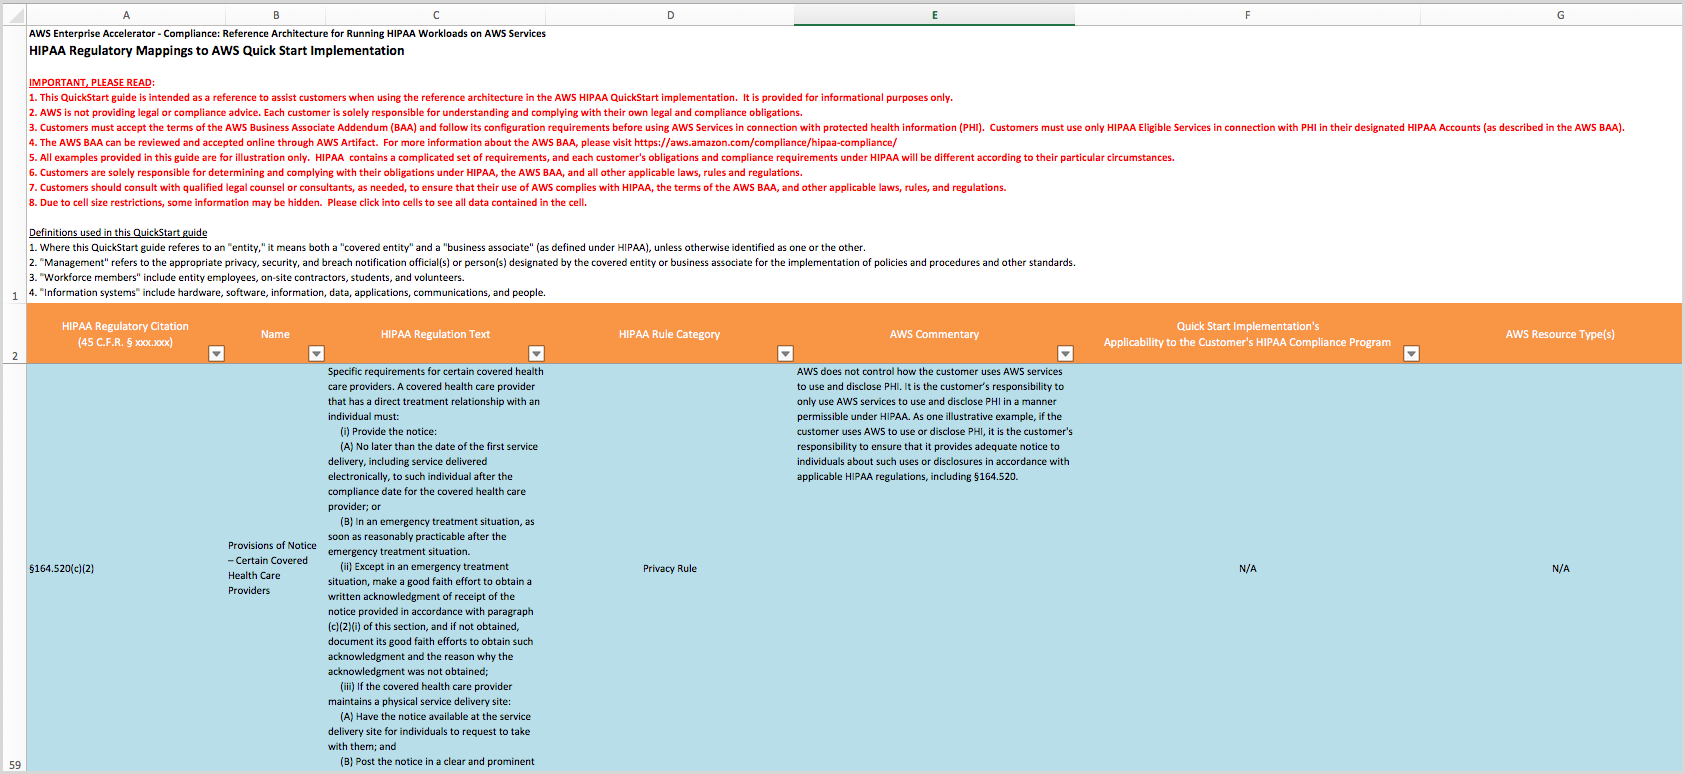 A B C D E F G
AWS Enterprise Accelerator - Compliance: Reference Architecture for Running HIPAA Workloads on AWS Services
HIPAA Regulatory Mappings to AWS Quick Start Implementation
IMPORTANT, PLEASE READ:
1. This QuickStart guide is intended as a reference to assist customers when using the reference architecture in the AWS HIPAA QuickStart implementation.  It is provided for informational purposes only.
2. AWS is not providing legal or compliance advice. Each customer is solely responsible for understanding and complying with their own legal and compliance obligations.
3. Customers must accept the terms of the AWS Business Associate Addendum (BAA) and follow its configuration requirements before using AWS Services in connection with protected health information (PHI).  Customers must use only HIPAA Eligible Services in connection with PHI in their designated HIPAA Accounts (as described in the AWS BAA).
4. The AWS BAA can be reviewed and accepted online through AWS Artifact.  For more information about the AWS BAA, please visit https://aws.amazon.com/compliance/hipaa-compliance/
5. All examples provided in this guide are for illustration only.  HIPAA  contains a complicated set of requirements, and each customer's obligations and compliance requirements under HIPAA will be different according to their particular circumstances.
6. Customers are solely responsible for determining and complying with their obligations under HIPAA, the AWS BAA, and all other applicable laws, rules and regulations.
7. Customers should consult with qualified legal counsel or consultants, as needed, to ensure that their use of AWS complies with HIPAA, the terms of the AWS BAA, and other applicable laws, rules, and regulations.
8. Due to cell size restrictions, some information may be hidden.  Please click into cells to see all data contained in the cell.
Definitions used in this QuickStart guide
1. Where this QuickStart guide referes to an "entity," it means both a "covered entity" and a "business associate" (as defined under HIPAA), unless otherwise identified as one or the other.
2. "Management" refers to the appropriate privacy, security, and breach notification official(s) or person(s) designated by the covered entity or business associate for the implementation of policies and procedures and other standards.
3. "Workforce members" include entity employees, on-site contractors, students, and volunteers.
4. "Information systems" include hardware, software, information, data, applications, communications, and people.
1
2
HIPAA Regulatory Citation
(45 C.F.R. § xxx.xxx)
Name
HIPAA Regulation Text
HIPAA Rule Category
AWS Commentary
Quick Start Implementation's
Applicability to the Customer's HIPAA Compliance Program
AWS Resource Type(s)
59
§164.520(c)(2)
Provisions of Notice
– Certain Covered
Health Care
Providers
Specific requirements for certain covered health
care providers. A covered health care provider
that has a direct treatment relationship with an
individual must:
(i) Provide the notice:
(A) No later than the date of the first service
delivery, including service delivered
electronically, to such individual after the
compliance date for the covered health care
provider; or
(B) In an emergency treatment situation, as
soon as reasonably practicable after the
emergency treatment situation.
(ii) Except in an emergency treatment
situation, make a good faith effort to obtain a
written acknowledgment of receipt of the
notice provided in accordance with paragraph
(c)(2)(i) of this section, and if not obtained,
document its good faith efforts to obtain such
acknowledgment and the reason why the
acknowledgment was not obtained;
(iii) If the covered health care provider
maintains a physical service delivery site:
(A) Have the notice available at the service
delivery site for individuals to request to take
with them; and
(B) Post the notice in a clear and prominent
Privacy Rule
AWS does not control how the customer uses AWS services
to use and disclose PHI. It is the customer's responsibility to
only use AWS services to use and disclose PHI in a manner
permissible under HIPAA. As one illustrative example, if the
customer uses AWS to use or disclose PHI, it is the customer's
responsibility to ensure that it provides adequate notice to
individuals about such uses or disclosures in accordance with
applicable HIPAA regulations, including §164.520.
N/A
N/A